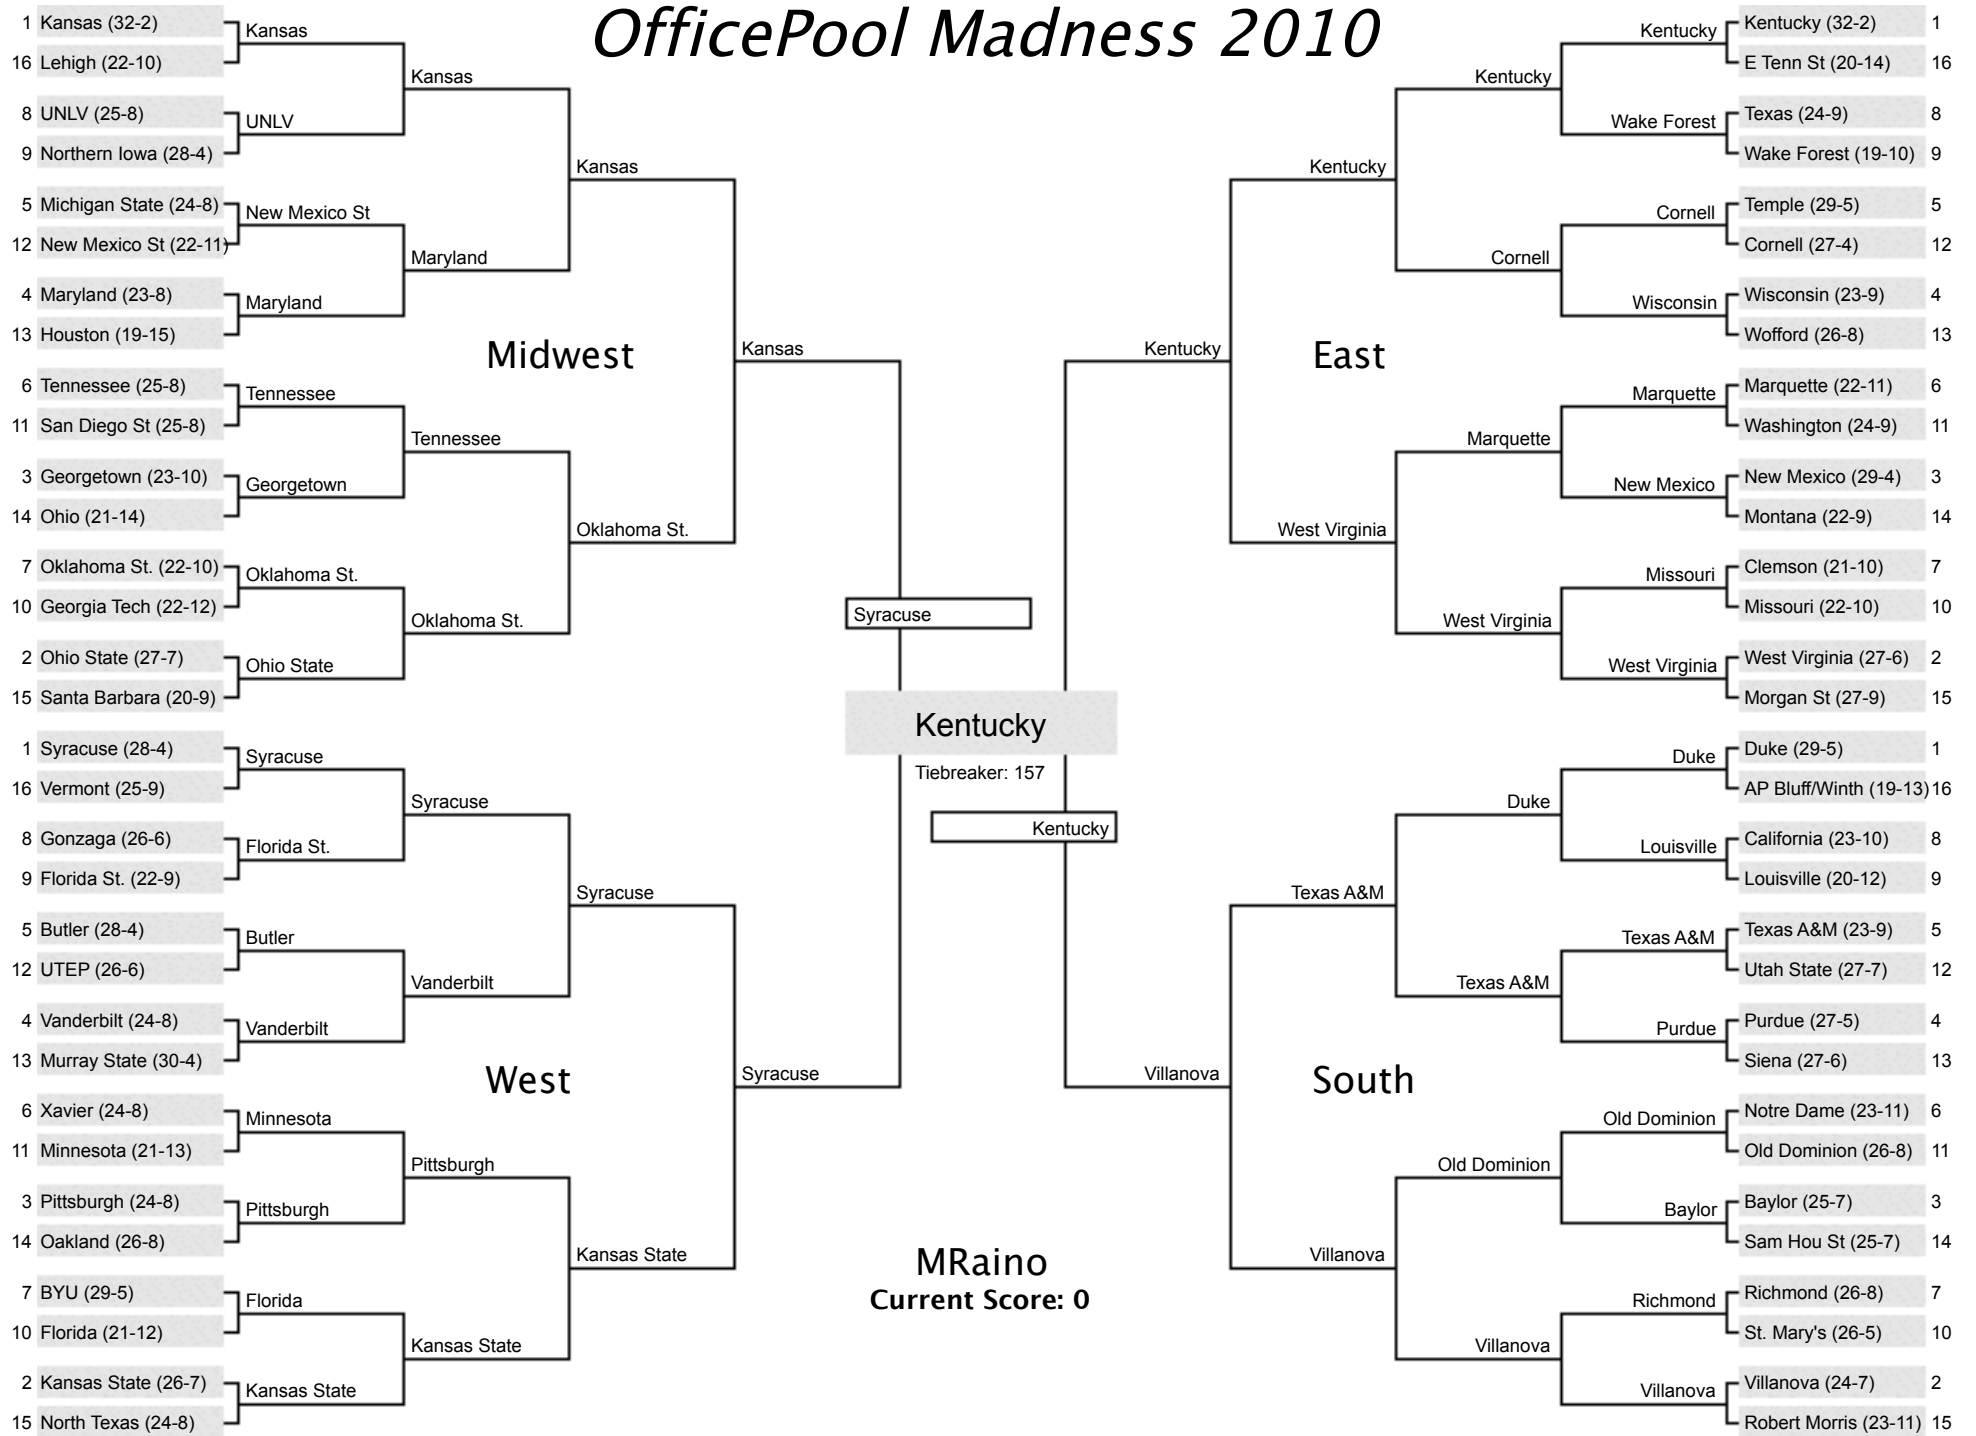 OfficePool Madness 2010
1 Kansas (32-2)
16 Lehigh (22-10)
8 UNLV (25-8)
9 Northern Iowa (28-4)
5 Michigan State (24-8)
12 New Mexico St (22-11)
4 Maryland (23-8)
13 Houston (19-15)
6 Tennessee (25-8)
11 San Diego St (25-8)
3 Georgetown (23-10)
14 Ohio (21-14)
7 Oklahoma St. (22-10)
10 Georgia Tech (22-12)
2 Ohio State (27-7)
15 Santa Barbara (20-9)
Kansas
UNLV
New Mexico St
Maryland
Tennessee
Georgetown
Oklahoma St.
Ohio State
Kansas
Maryland
Tennessee
Oklahoma St.
Kansas
Oklahoma St.
Midwest
Kansas
1 Syracuse (28-4)
16 Vermont (25-9)
8 Gonzaga (26-6)
9 Florida St. (22-9)
5 Butler (28-4)
12 UTEP (26-6)
4 Vanderbilt (24-8)
13 Murray State (30-4)
6 Xavier (24-8)
11 Minnesota (21-13)
3 Pittsburgh (24-8)
14 Oakland (26-8)
7 BYU (29-5)
10 Florida (21-12)
2 Kansas State (26-7)
15 North Texas (24-8)
Syracuse
Florida St.
Butler
Vanderbilt
Minnesota
Pittsburgh
Florida
Kansas State
Syracuse
Vanderbilt
Pittsburgh
Kansas State
Syracuse
Kansas State
West
Syracuse
Syracuse
Kentucky
Tiebreaker: 157
Kentucky
MRaino
Current Score: 0
Kentucky
East
Kentucky
West Virginia
Kentucky
Cornell
Marquette
West Virginia
Kentucky
Wake Forest
Cornell
Wisconsin
Marquette
New Mexico
Missouri
West Virginia
Kentucky (32-2) 1
E Tenn St (20-14) 16
Texas (24-9) 8
Wake Forest (19-10) 9
Temple (29-5) 5
Cornell (27-4) 12
Wisconsin (23-9) 4
Wofford (26-8) 13
Marquette (22-11) 6
Washington (24-9) 11
New Mexico (29-4) 3
Montana (22-9) 14
Clemson (21-10) 7
Missouri (22-10) 10
West Virginia (27-6) 2
Morgan St (27-9) 15
Villanova
South
Texas A&M
Villanova
Duke
Texas A&M
Old Dominion
Villanova
Duke
Louisville
Texas A&M
Purdue
Old Dominion
Baylor
Richmond
Villanova
Duke (29-5) 1
AP Bluff/Winth (19-13) 16
California (23-10) 8
Louisville (20-12) 9
Texas A&M (23-9) 5
Utah State (27-7) 12
Purdue (27-5) 4
Siena (27-6) 13
Notre Dame (23-11) 6
Old Dominion (26-8) 11
Baylor (25-7) 3
Sam Hou St (25-7) 14
Richmond (26-8) 7
St. Mary's (26-5) 10
Villanova (24-7) 2
Robert Morris (23-11) 15